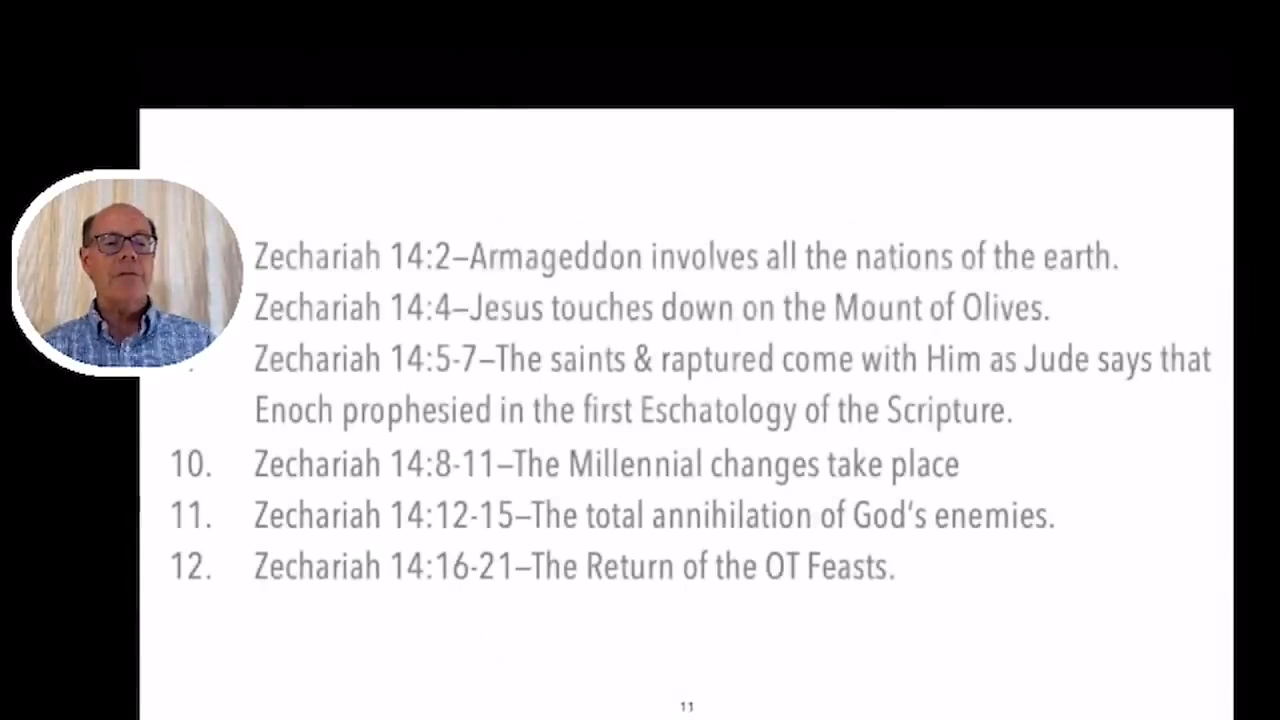 Zechariah 14:2–Armageddon involves all the nations of the earth.
Zechariah 14:4–Jesus touches down on the Mount of Olives.
Zechariah 14:5-7–The saints & raptured come with Him as Jude says that
Enoch prophesied in the first Eschatology of the Scripture.
10. Zechariah 14:8-11–The Millennial changes take place
11. Zechariah 14:12-15–The total annihilation of God's enemies.
12. Zechariah 14:16-21–The Return of the OT Feasts.
11